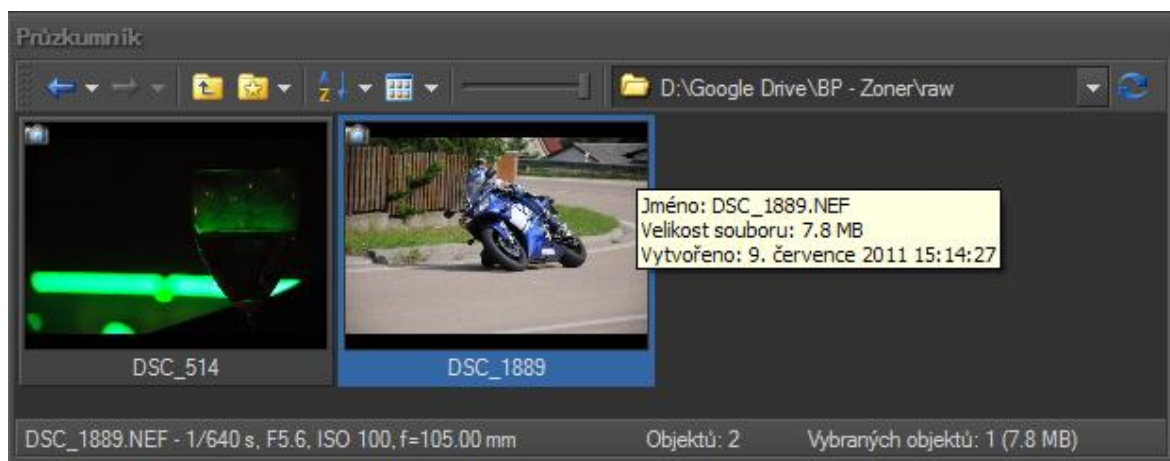 Průzkumník
D:\Google Drive\BP - Zoner\raw
Jméno: DSC_1889.NEF
Velikost souboru: 7.8 MB
Vytvořeno: 9. července 2011 15:14:27
DSC_514
DSC_1889
DSC_1889.NEF - 1/640 s, F5.6, ISO 100, f=105.00 mm
Objektů: 2
Vybraných objektů: 1 (7.8 MB)